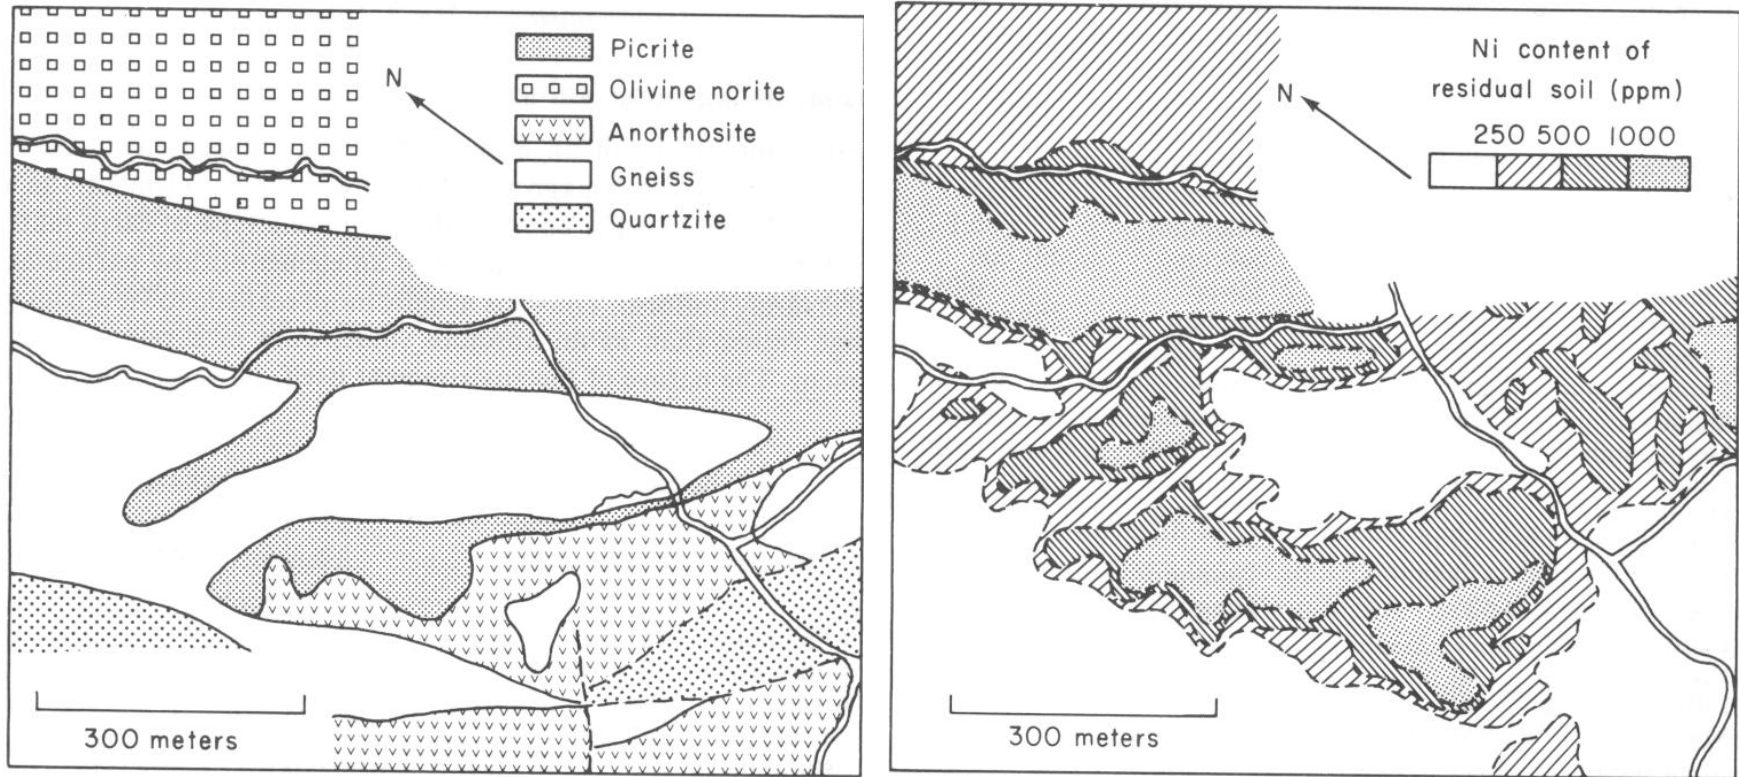 N
Picrite
Olivine norite
Anorthosite
Gneiss
Quartzite
300 meters
N
Ni content of
residual soil (ppm)
250 500 1000
300 meters